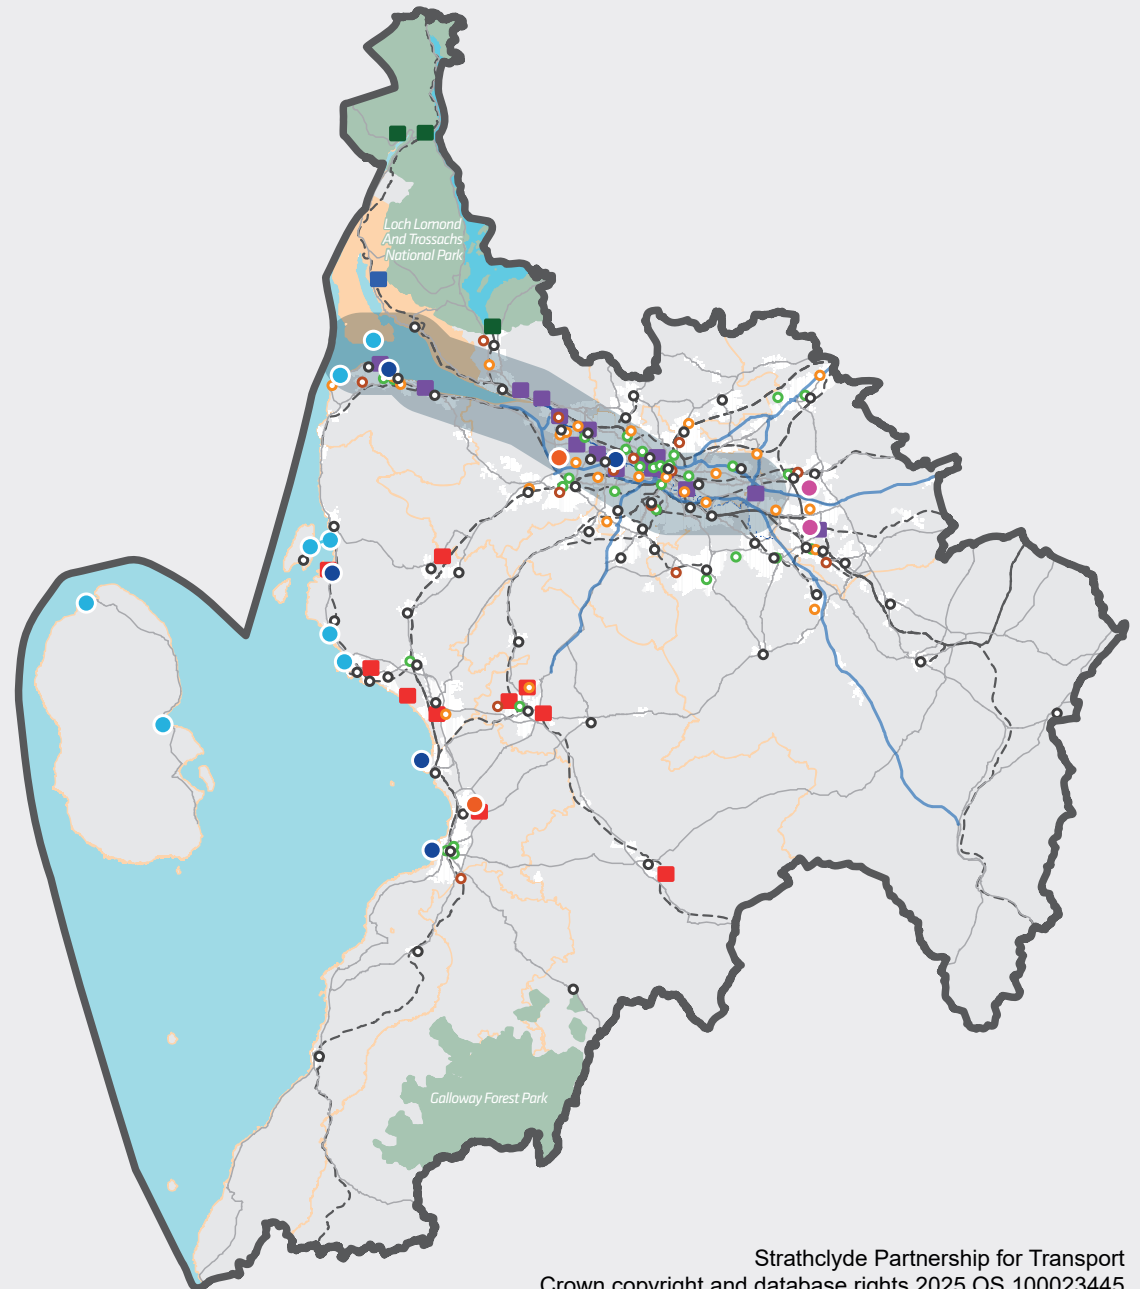 Loch Lomond
And Trossachs
National Park
Galloway Forest Park
Strathclyde Partnership for Transport
Crown copyright and database rights 2025 OS 100023445